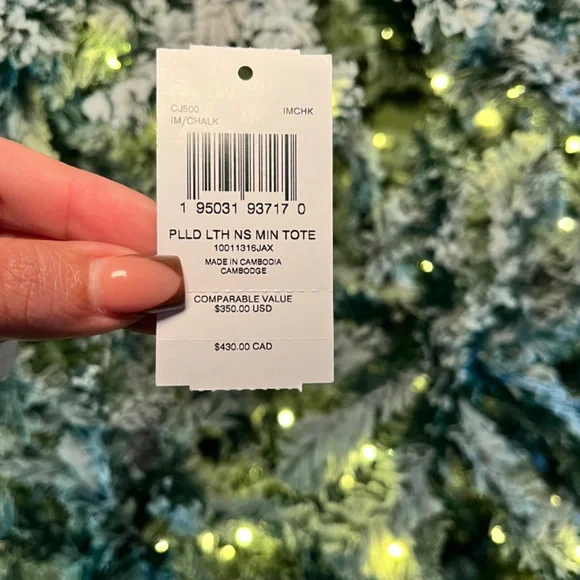 CJ500 IMCHK
IM/CHALK
1 95031 93717 0
PLLD LTH NS MIN TOTE
10011316JAX
MADE IN CAMBODIA
CAMBODGE
COMPARABLE VALUE
$350.00 USD
$430.00 CAD